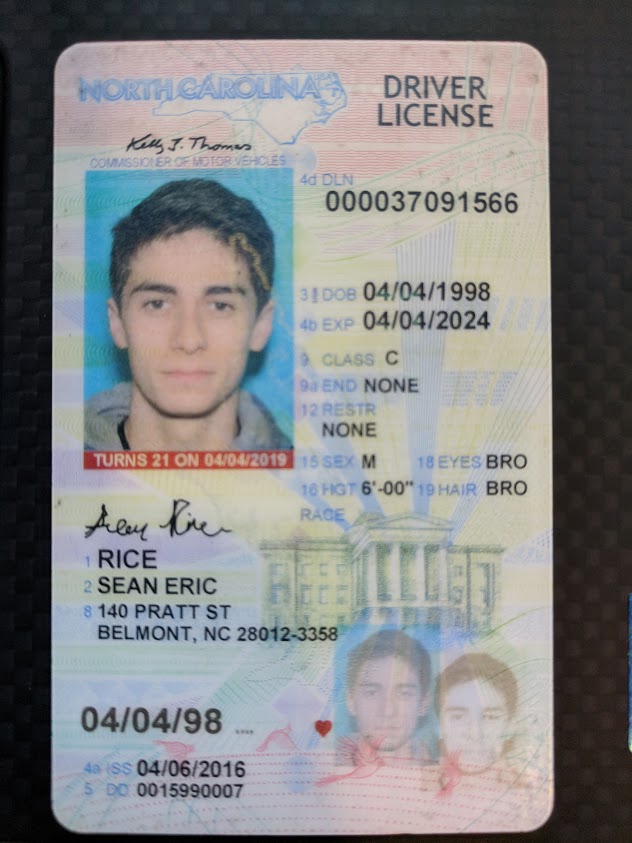 NORTH CAROLINA
DRIVER
LICENSE
Kelly J. Thomas
COMMISSIONER OF MOTOR VEHICLES
4d DLN
000037091566
3 DOB 04/04/1998
4b EXP 04/04/2024
9 CLASS C
9a END NONE
12 RESTR
NONE
15 SEX M 18 EYES BRO
16 HGT 6'-00" 19 HAIR BRO
RACE
TURNS 21 ON 04/04/2019
1 RICE
2 SEAN ERIC
8 140 PRATT ST
BELMONT, NC 28012-3358
04/04/98
4a ISS 04/06/2016
5 DD 0015990007